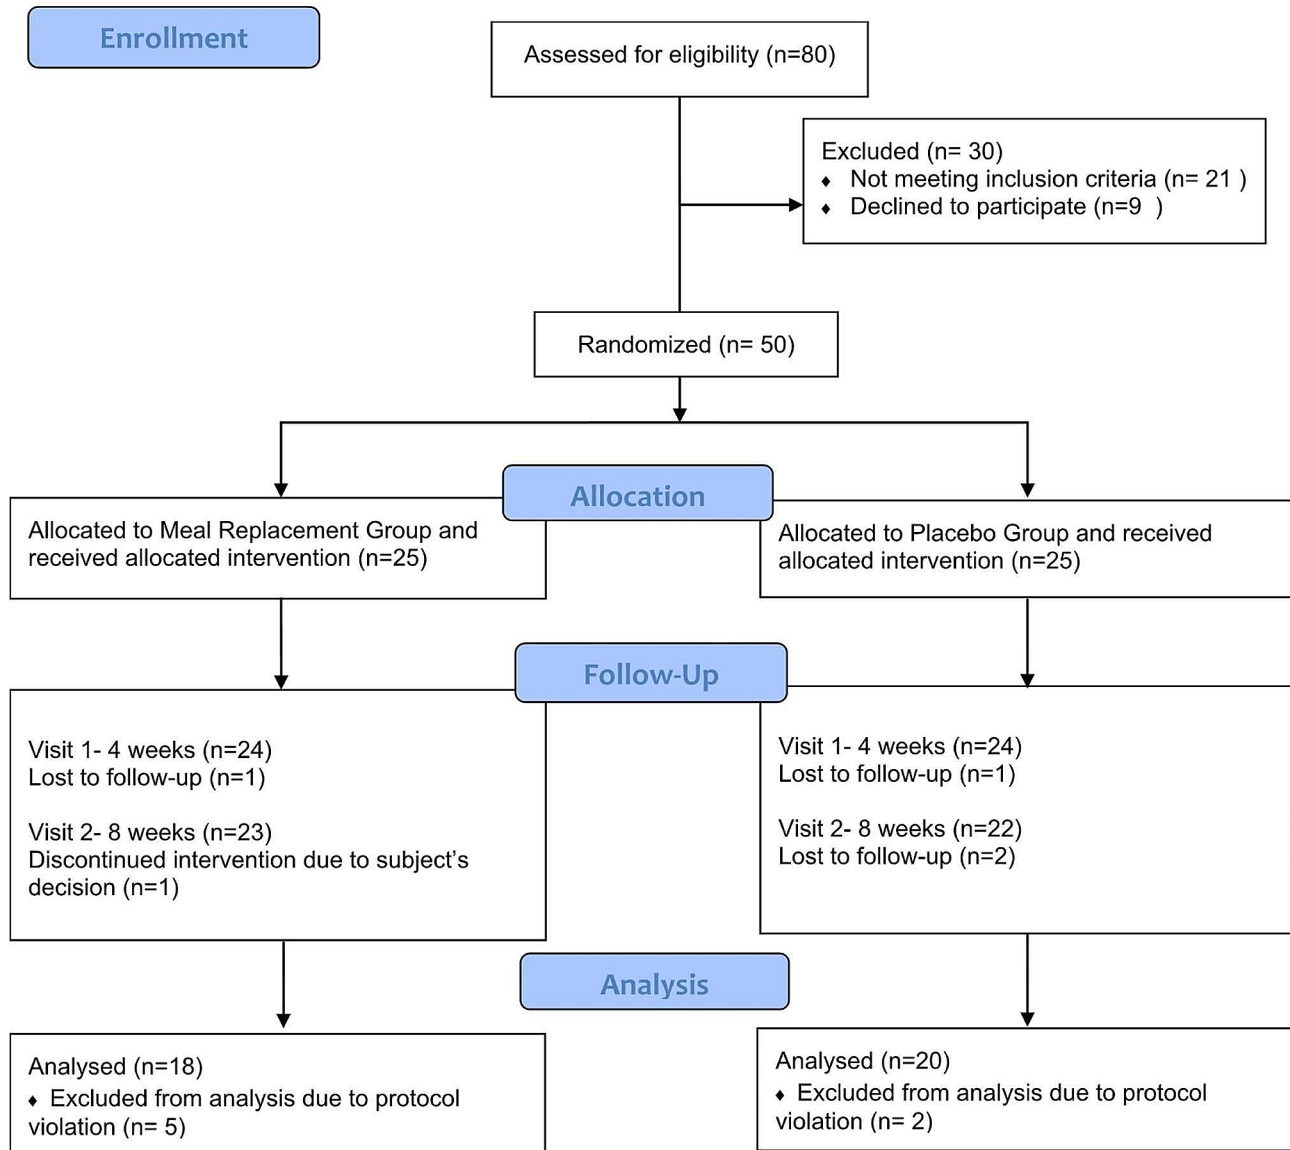 Enrollment
Assessed for eligibility (n=80)
Excluded (n= 30)
♦ Not meeting inclusion criteria (n= 21 )
♦ Declined to participate (n=9 )
Randomized (n= 50)
Allocation
Allocated to Meal Replacement Group and
received allocated intervention (n=25)
Allocated to Placebo Group and received
allocated intervention (n=25)
Follow-Up
Visit 1- 4 weeks (n=24)
Lost to follow-up (n=1)
Visit 2- 8 weeks (n=23)
Discontinued intervention due to subject’s
decision (n=1)
Visit 1- 4 weeks (n=24)
Lost to follow-up (n=1)
Visit 2- 8 weeks (n=22)
Lost to follow-up (n=2)
Analysis
Analysed (n=18)
♦ Excluded from analysis due to protocol
violation (n= 5)
Analysed (n=20)
♦ Excluded from analysis due to protocol
violation (n= 2)